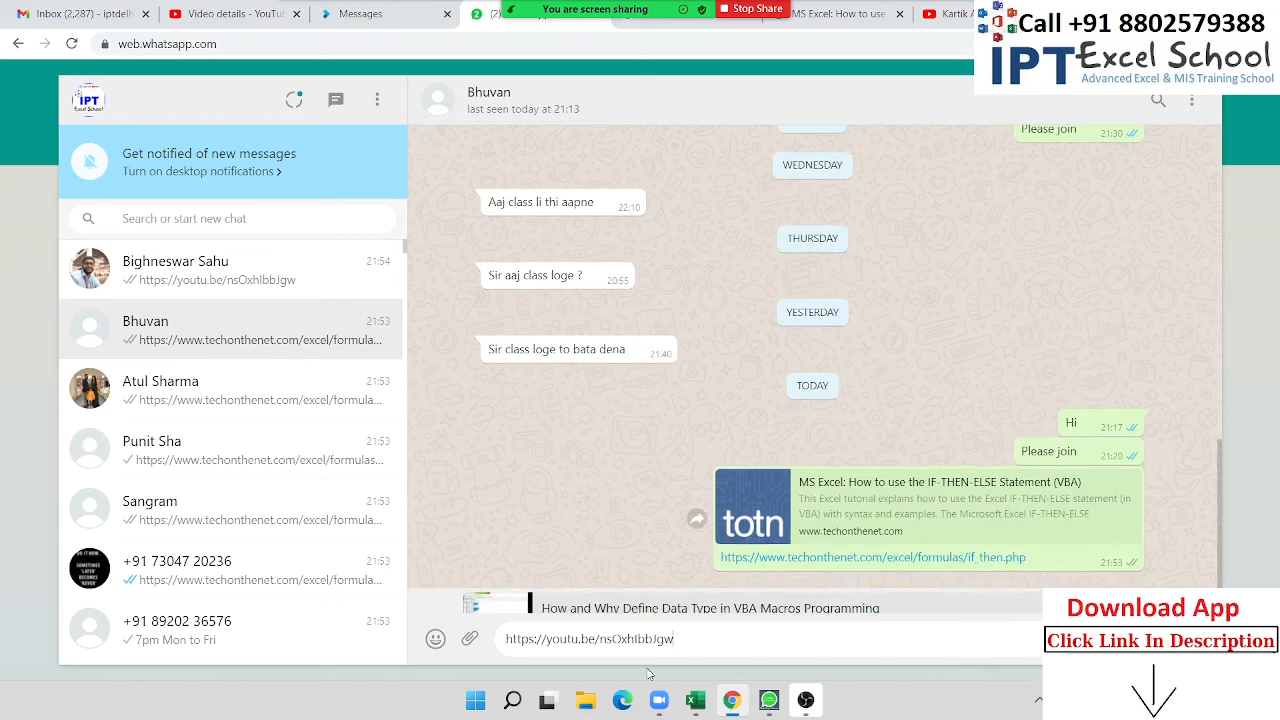 Inbox (2,312) - iptdelh
Video details - YouTu
Messages
You are screen sharing
Stop Share
MS Excel: How to use
Kartik
web.whatsapp.com
Call +91 8802579388
IPT Excel School
Advanced Excel & MIS Training School
IPT
Excel School
Bhuvan
last seen today at 21:13
Get notified of new messages
Turn on desktop notifications
Search or start new chat
Bighneswar Sahu
21:54
https://youtu.be/nsOxhIbbJgw
Bhuvan
21:53
https://www.techonthenet.com/excel/formula...
Atul Sharma
21:53
https://www.techonthenet.com/excel/formula...
Punit Sha
21:53
https://www.techonthenet.com/excel/formulas...
Sangram
21:53
https://www.techonthenet.com/excel/formula...
+91 73047 20236
21:53
https://www.techonthenet.com/excel/formula...
+91 89202 36576
21:53
7pm Mon to Fri
Please join
21:30
WEDNESDAY
Aaj class li thi aapne
22:10
THURSDAY
Sir aaj class loge ?
20:55
YESTERDAY
Sir class loge to bata dena
21:40
TODAY
Hi
21:17
Please join
21:20
totn
MS Excel: How to use the IF-THEN-ELSE Statement (VBA)
This Excel tutorial explains how to use the Excel IF-THEN-ELSE statement (in
VBA) with syntax and examples. The Microsoft Excel IF-THEN-ELSE
www.techonthenet.com
https://www.techonthenet.com/excel/formulas/if_then.php
21:53
How and Why Define Data Type in VBA Macros Programming
https://youtu.be/nsOxhIbbJgw
Download App
Click Link In Description